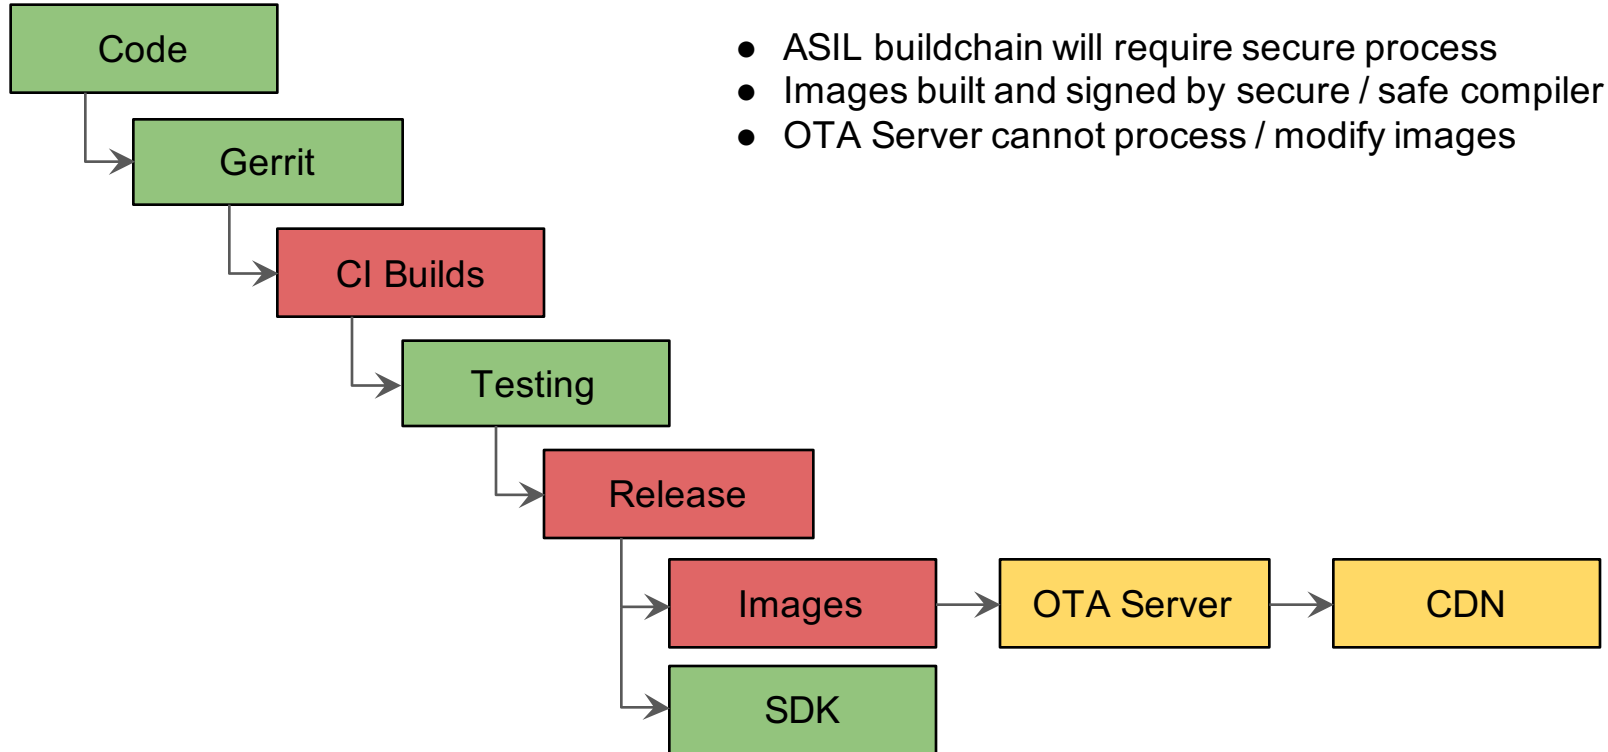 Code
● ASIL buildchain will require secure process
● Images built and signed by secure / safe compiler
● OTA Server cannot process / modify images
Gerrit
CI Builds
Testing
Release
Images
OTA Server
CDN
SDK